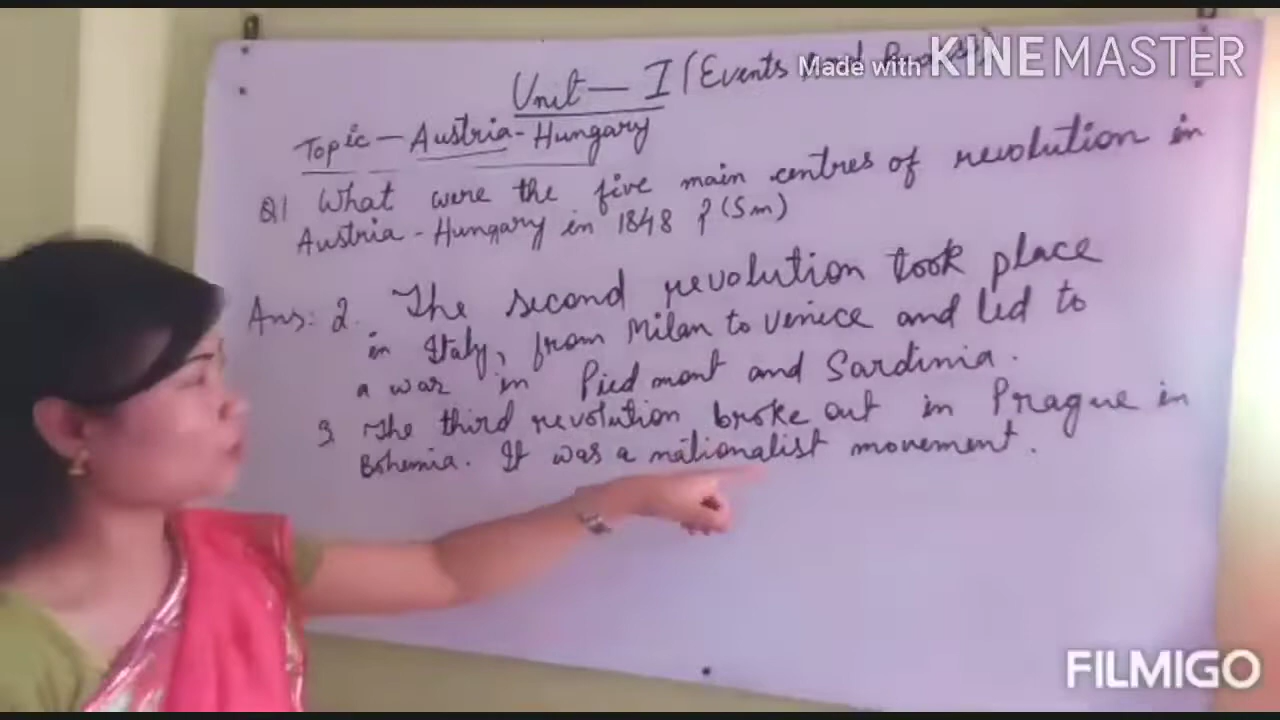 Unit — I (Events
Made with KINEMASTER
Topic — Austria - Hungary
Q1 What were the five main centres of revolution in
Austria - Hungary in 1848 ? (5m)
Ans: 2. The second revolution took place
in Italy, from Milan to Venice and led to
a war in Piedmont and Sardinia.
3 The third revolution broke out in Prague in
Bohemia. It was a nationalist movement.
FILMIGO